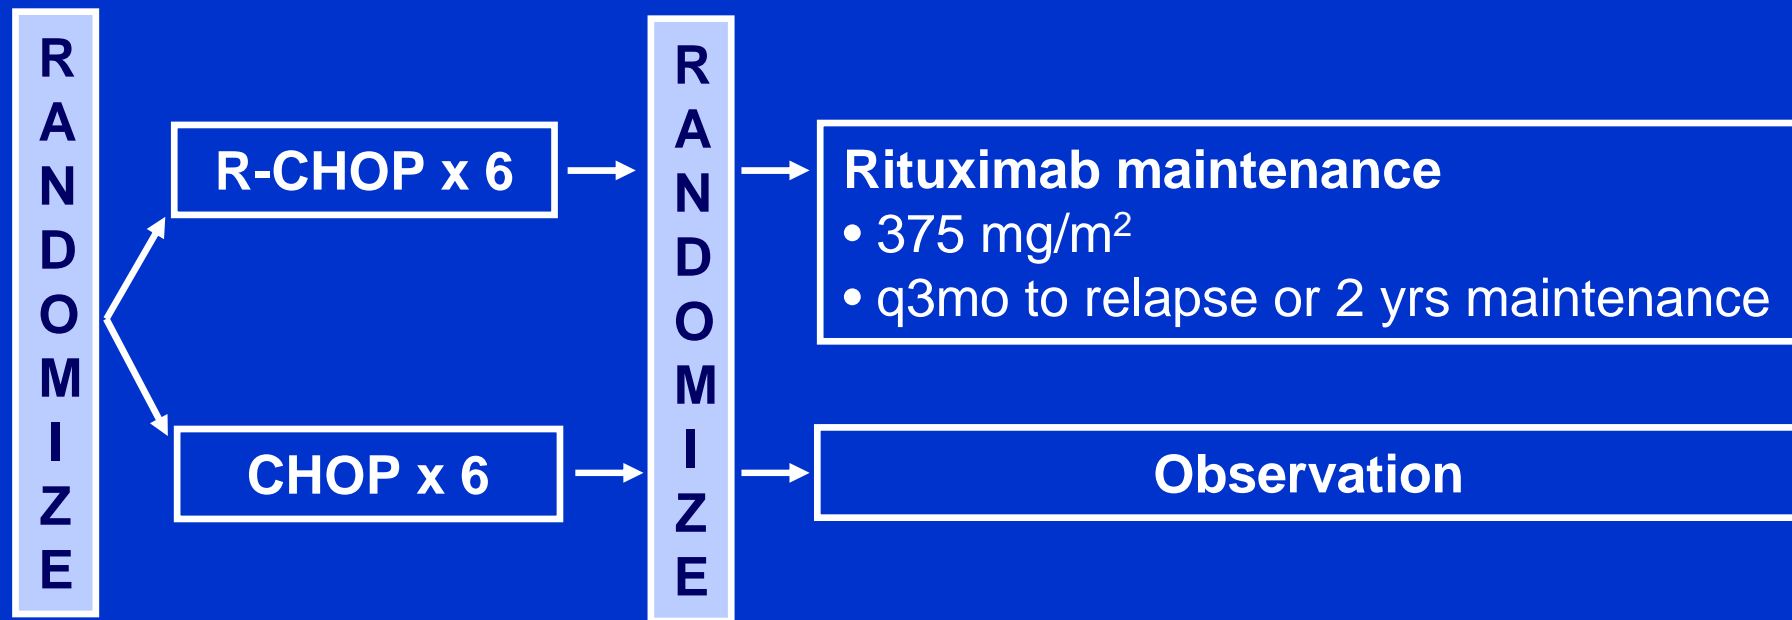 RANDOMIZE
R-CHOP x 6
CHOP x 6
RANDOMIZE
Rituximab maintenance
• 375 mg/m²
• q3mo to relapse or 2 yrs maintenance
Observation